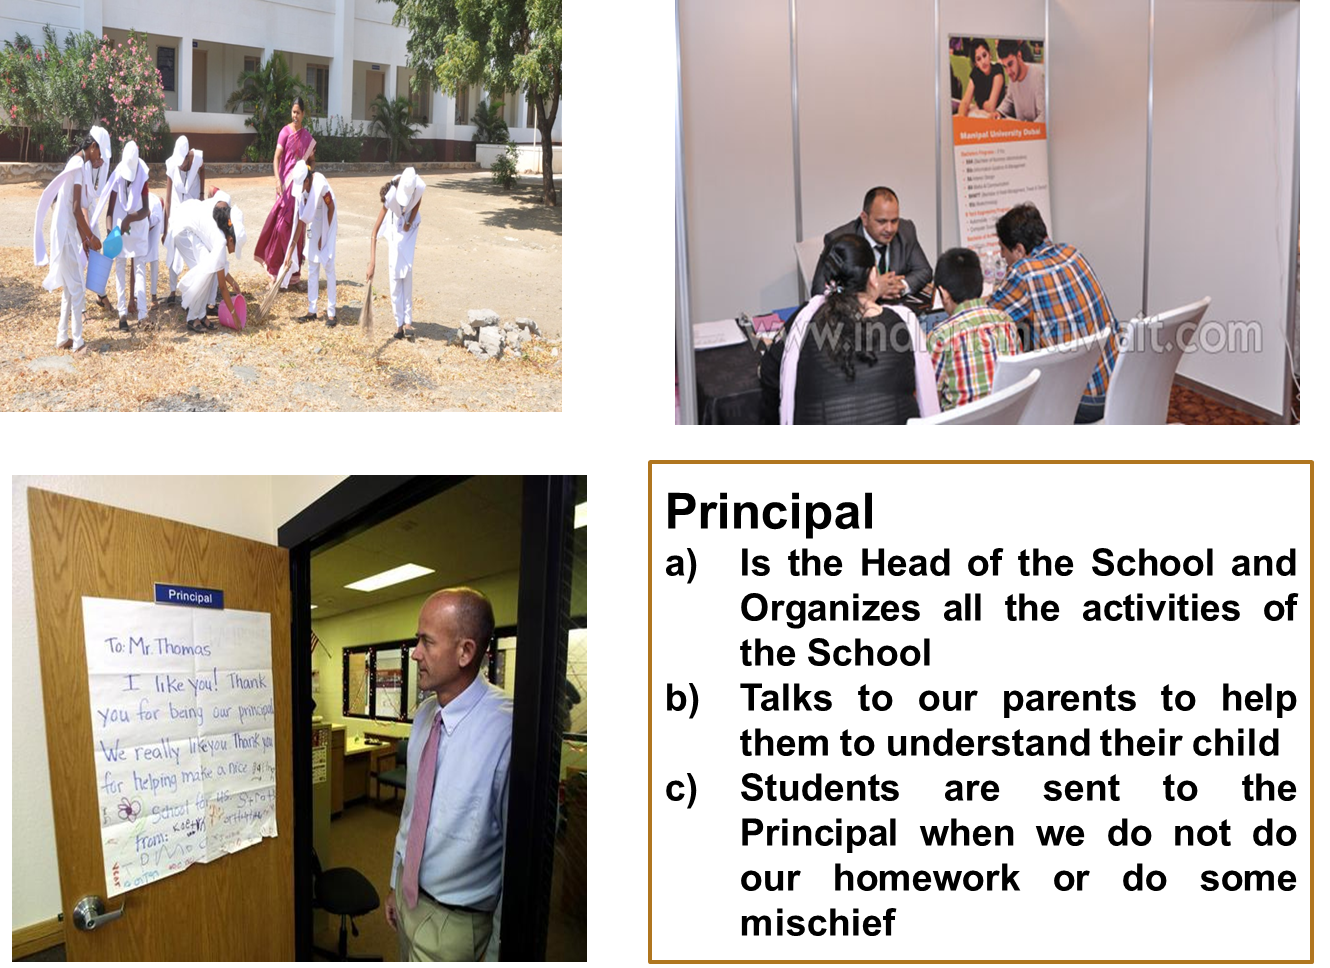 Manipal University Dubai
www.indiansinkuwait.com
Principal
To: Mr. Thomas
I like you! Thank
you for being our principal
We really like you. Thank you
for helping make a nice
School for us.
From:
Principal
a) Is the Head of the School and
Organizes all the activities of
the School
b) Talks to our parents to help
them to understand their child
c) Students are sent to the
Principal when we do not do
our homework or do some
mischief